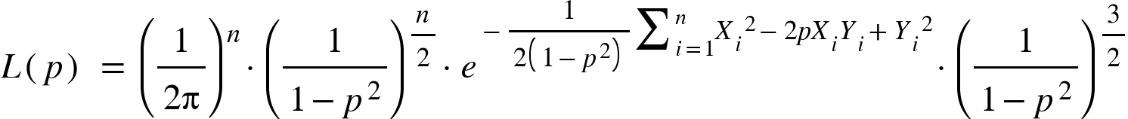 L(p) = (1/2π)^n · (1/(1−p^2))^(n/2) · e^(−1/(2(1−p^2)) ∑_{i=1}^{n} X_i^2 − 2pX_iY_i + Y_i^2) · (1/(1−p^2))^(3/2)